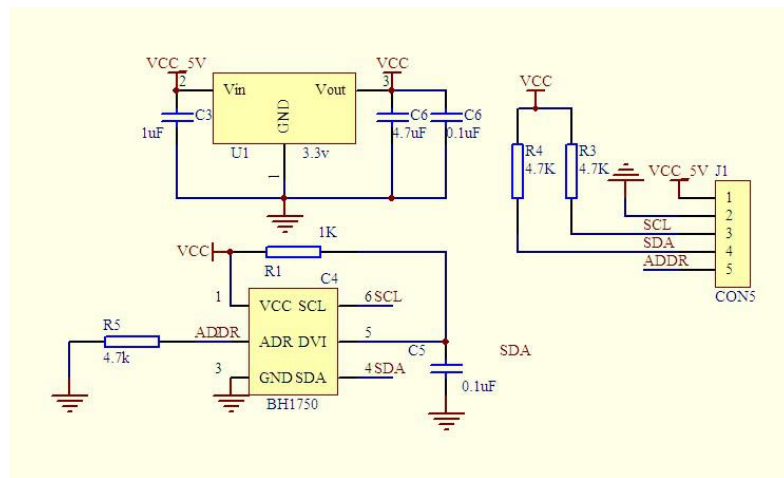 VCC_5V
VCC
2
Vin
Vout
3
C3
1uF
GND
C6
4.7uF
C6
0.1uF
U1
3.3v
1
VCC
R4
4.7K
R3
4.7K
VCC_5V
J1
1
2
SCL
3
SDA
4
ADDR
5
CON5
VCC
1K
R1
C4
1
VCC SCL
6
SCL
R5
4.7k
ADDR
ADR DVI
5
C5
SDA
3
GND SDA
4
SDA
0.1uF
BH1750